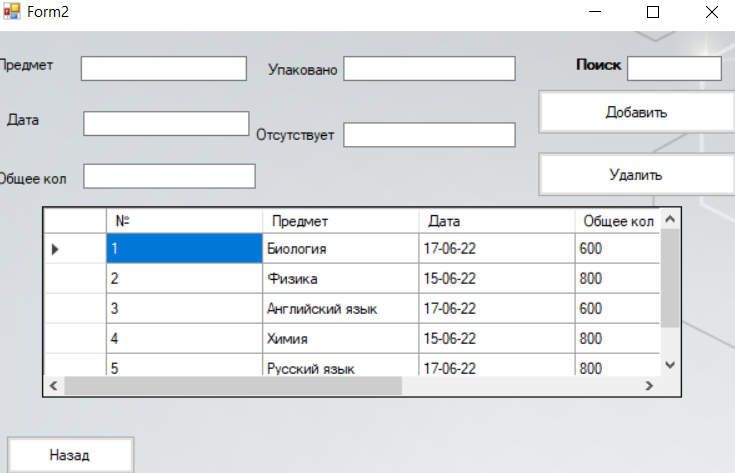 Form2
Предмет Упаковано Поиск
Дата Отсутствует Добавить
Общее кол Удалить
№ Предмет Дата Общее кол
1 Биология 17-06-22 600
2 Физика 15-06-22 800
3 Английский язык 17-06-22 600
4 Химия 15-06-22 800
5 Русский язык 17-06-22 800
Назад